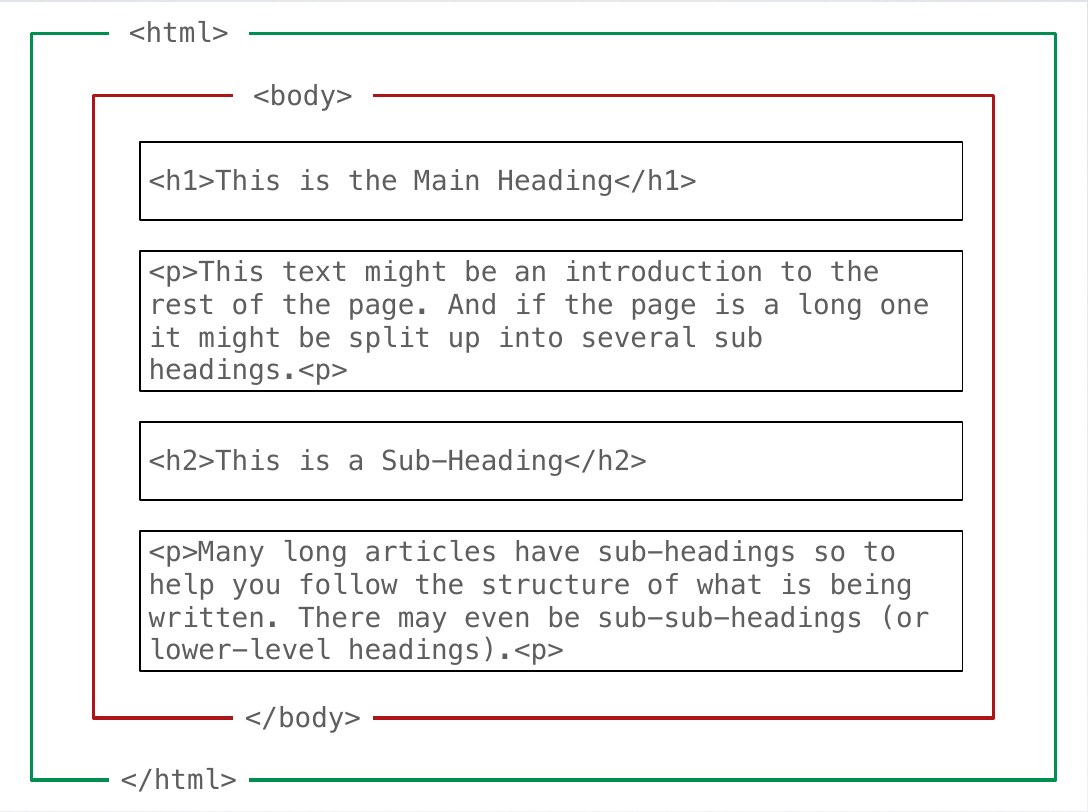 <html>
<body>
<h1>This is the Main Heading</h1>
<p>This text might be an introduction to the
rest of the page. And if the page is a long one
it might be split up into several sub
headings.<p>
<h2>This is a Sub-Heading</h2>
<p>Many long articles have sub-headings so to
help you follow the structure of what is being
written. There may even be sub-sub-headings (or
lower-level headings).<p>
</body>
</html>